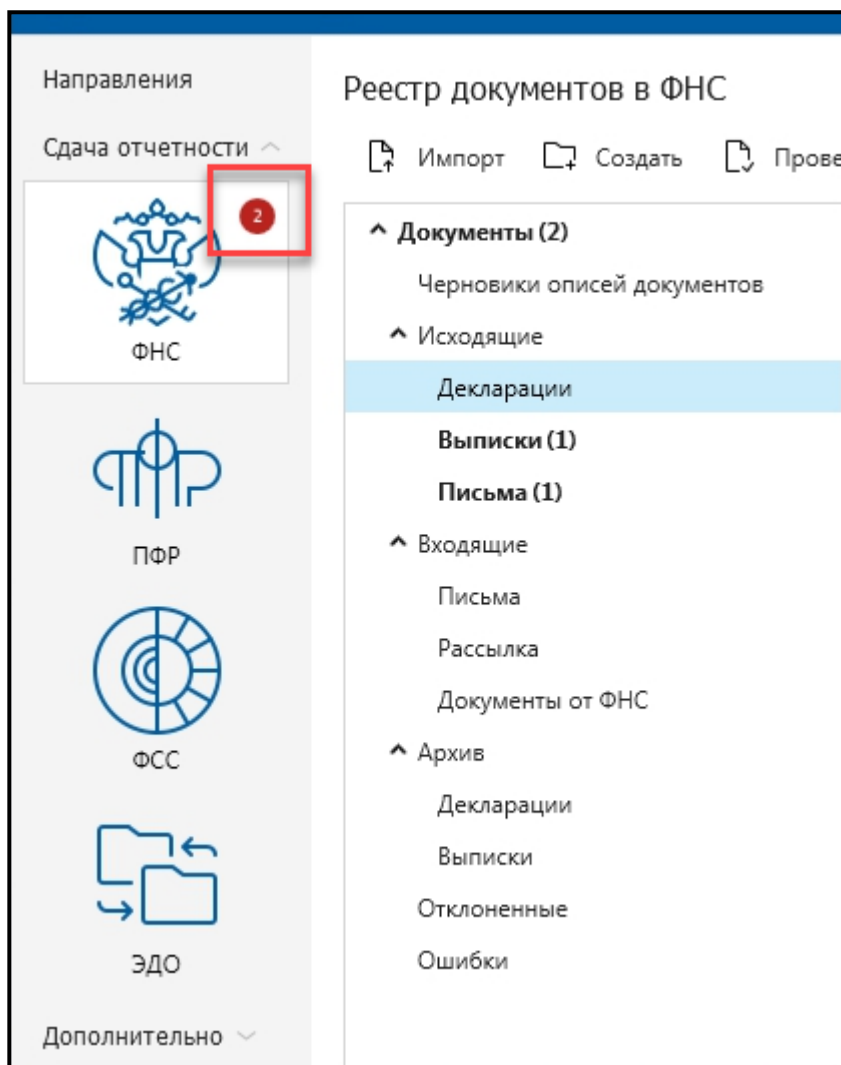 Направления
Сдача отчетности
2
ФНС
ПФР
ФСС
ЭДО
Дополнительно
Реестр документов в ФНС
Импорт Создать
Документы (2)
Черновики описей документов
Исходящие
Декларации
Выписки (1)
Письма (1)
Входящие
Письма
Рассылка
Документы от ФНС
Архив
Декларации
Выписки
Отклоненные
Ошибки